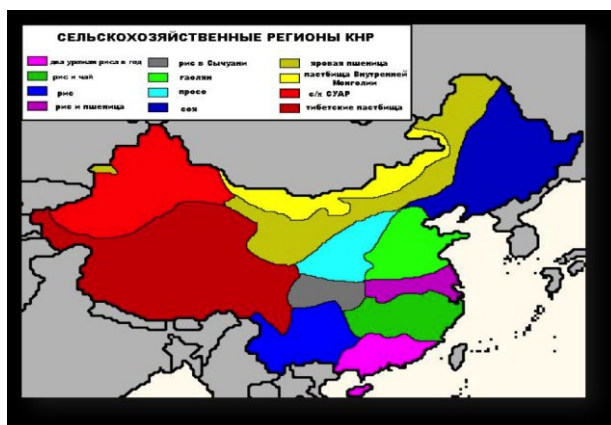 СЕЛЬСКОХОЗЯЙСТВЕННЫЕ РЕГИОНЫ КНР
два урожая риса в год
рис и чай
рис
рис и пшеница
рис в Сычуани
гаолян
просо
соя
яровая пшеница
пастбища Внутренней
Монголии
с/х СУАР
тибетские пастбища